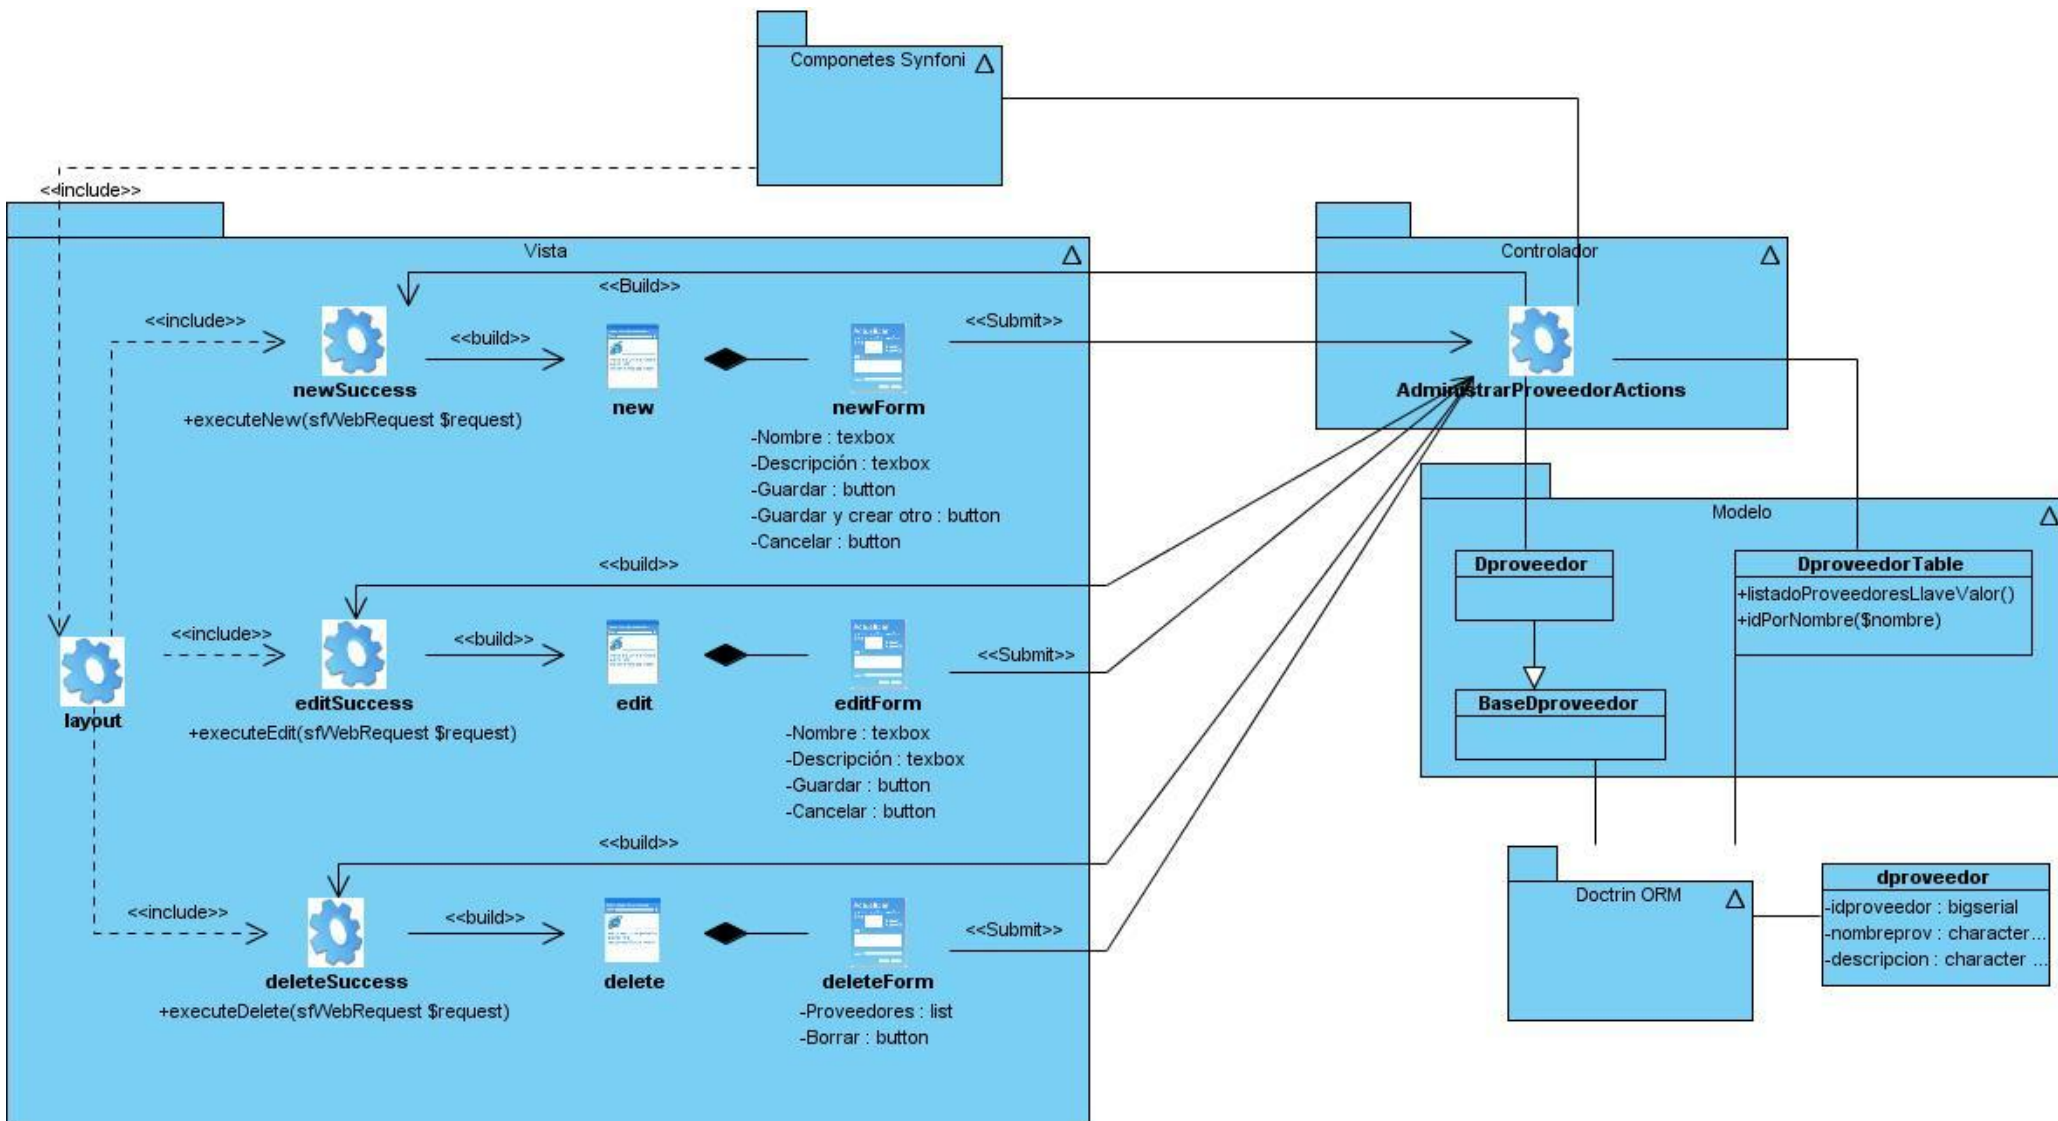 Componetes Synfoni
<<include>>
Vista
Controlador
<<Build>>
<<include>>
<<build>>
<<Submit>>
newSuccess
+executeNew(sfWebRequest $request)
new
newForm
-Nombre : texbox
-Descripción : texbox
-Guardar : button
-Guardar y crear otro : button
-Cancelar : button
AdministrarProveedorActions
Modelo
Dproveedor
DproveedorTable
+listadoProveedoresLlaveValor()
+idPorNombre($nombre)
BaseDproveedor
<<build>>
<<include>>
<<build>>
<<Submit>>
layout
editSuccess
+executeEdit(sfWebRequest $request)
edit
editForm
-Nombre : texbox
-Descripción : texbox
-Guardar : button
-Cancelar : button
<<build>>
<<include>>
<<build>>
<<Submit>>
deleteSuccess
+executeDelete(sfWebRequest $request)
delete
deleteForm
-Proveedores : list
-Borrar : button
Doctrin ORM
dproveedor
-idproveedor : bigserial
-nombreprov : character...
-descripcion : character ...